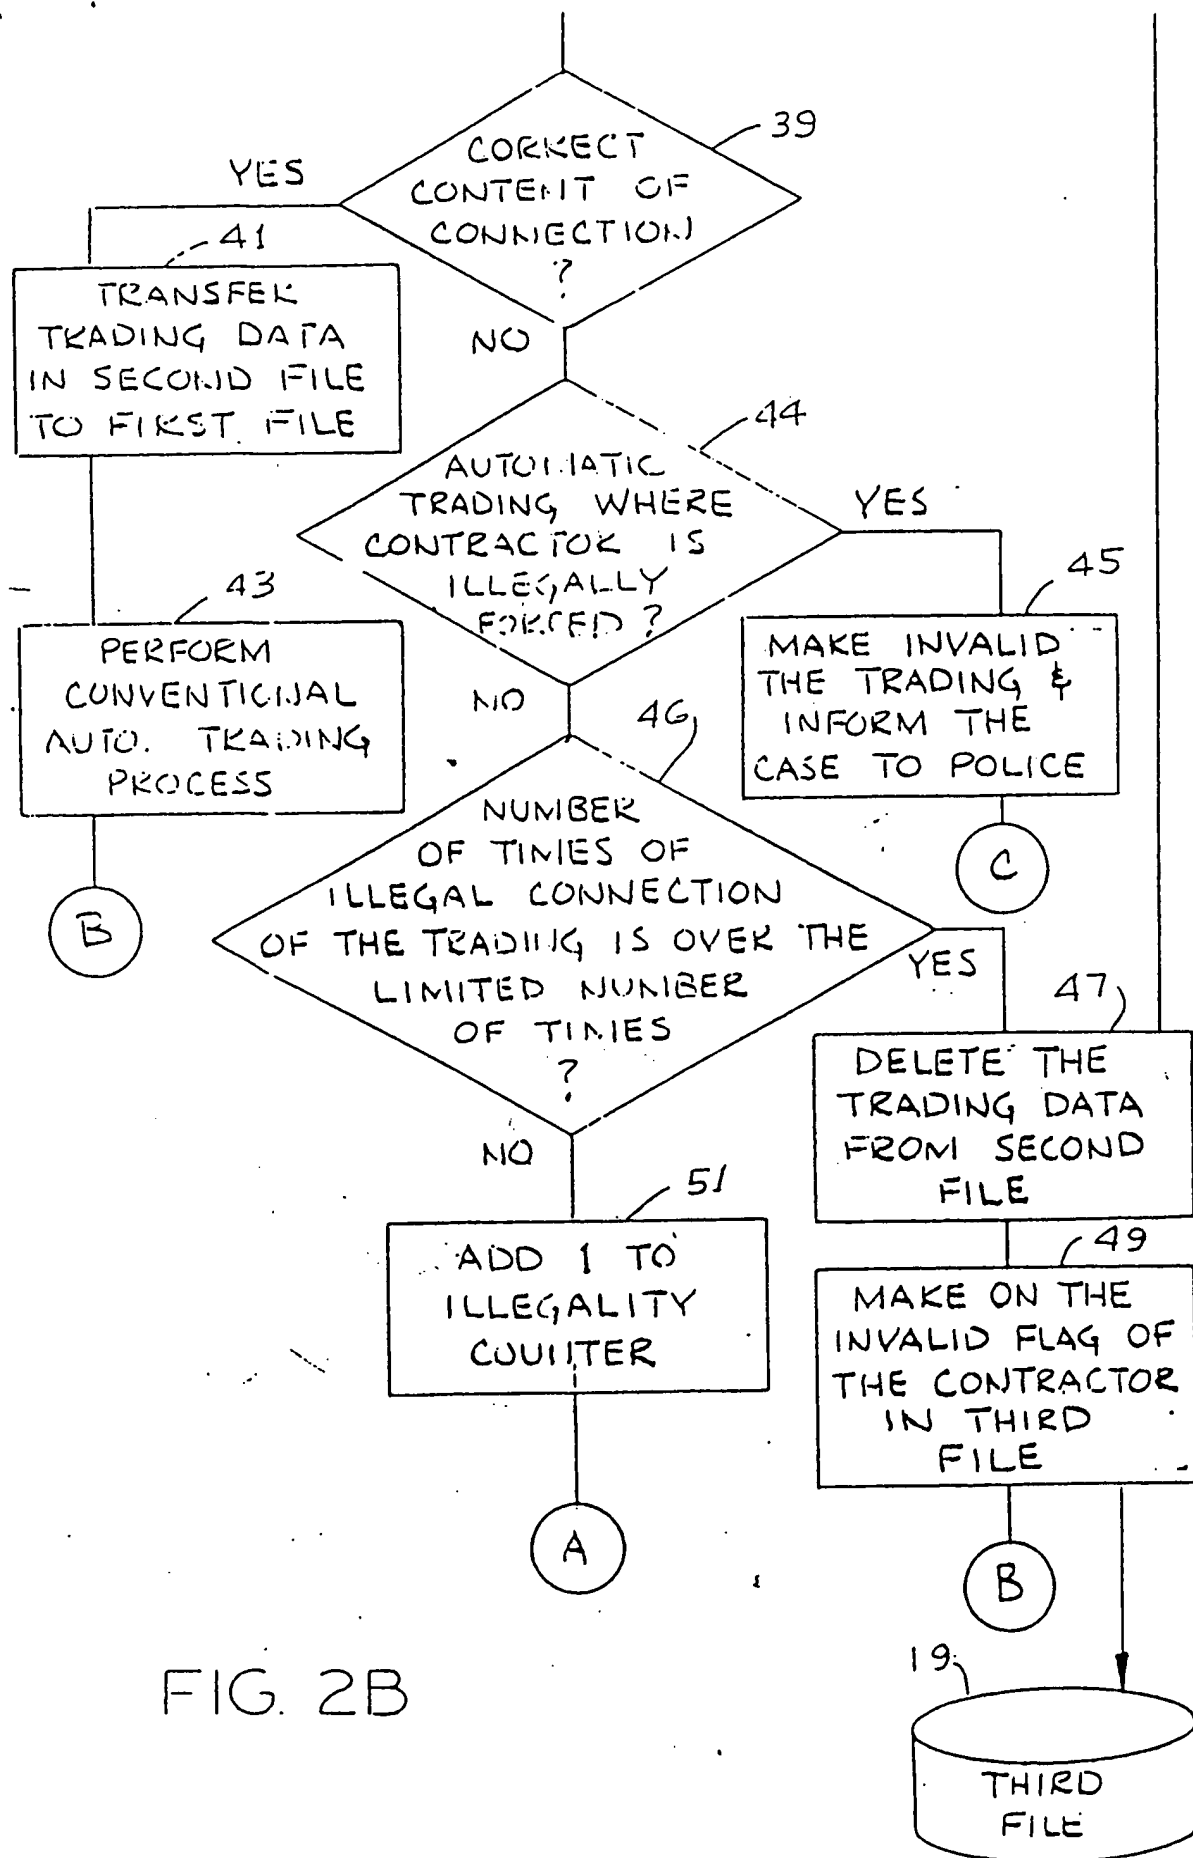 39
CORRECT
CONTENT OF
CONNECTION
?
YES
NO
41
TRANSFER
TRADING DATA
IN SECOND FILE
TO FIRST FILE
44
AUTOMATIC
TRADING WHERE
CONTRACTOR IS
ILLEGALLY
FORCED ?
YES
NO
43
PERFORM
CONVENTIONAL
AUTO. TRADING
PROCESS
B
45
MAKE INVALID
THE TRADING &
INFORM THE
CASE TO POLICE
C
46
NUMBER
OF TIMES OF
ILLEGAL CONNECTION
OF THE TRADING IS OVER THE
LIMITED NUMBER
OF TIMES
?
YES
NO
47
DELETE THE
TRADING DATA
FROM SECOND
FILE
51
ADD 1 TO
ILLEGALITY
COUNTER
A
49
MAKE ON THE
INVALID FLAG OF
THE CONTRACTOR
IN THIRD
FILE
B
19
THIRD
FILE
FIG. 2B